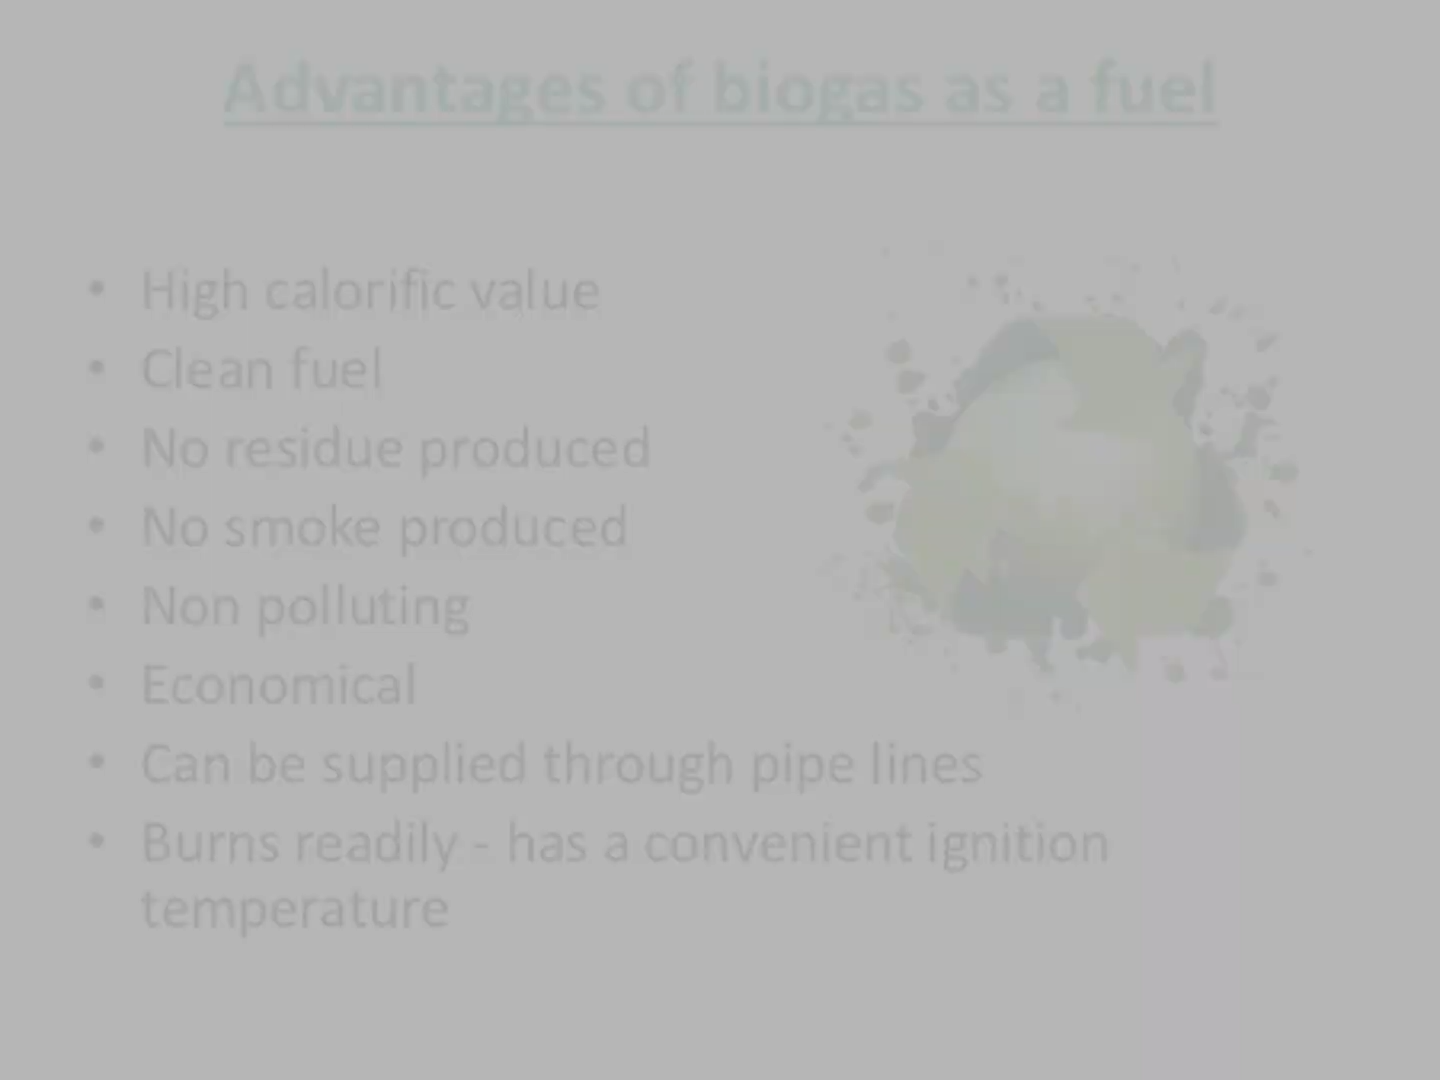 Advantages of biogas as a fuel
• High calorific value
• Clean fuel
• No residue produced
• No smoke produced
• Non polluting
• Economical
• Can be supplied through pipe lines
• Burns readily - has a convenient ignition
temperature